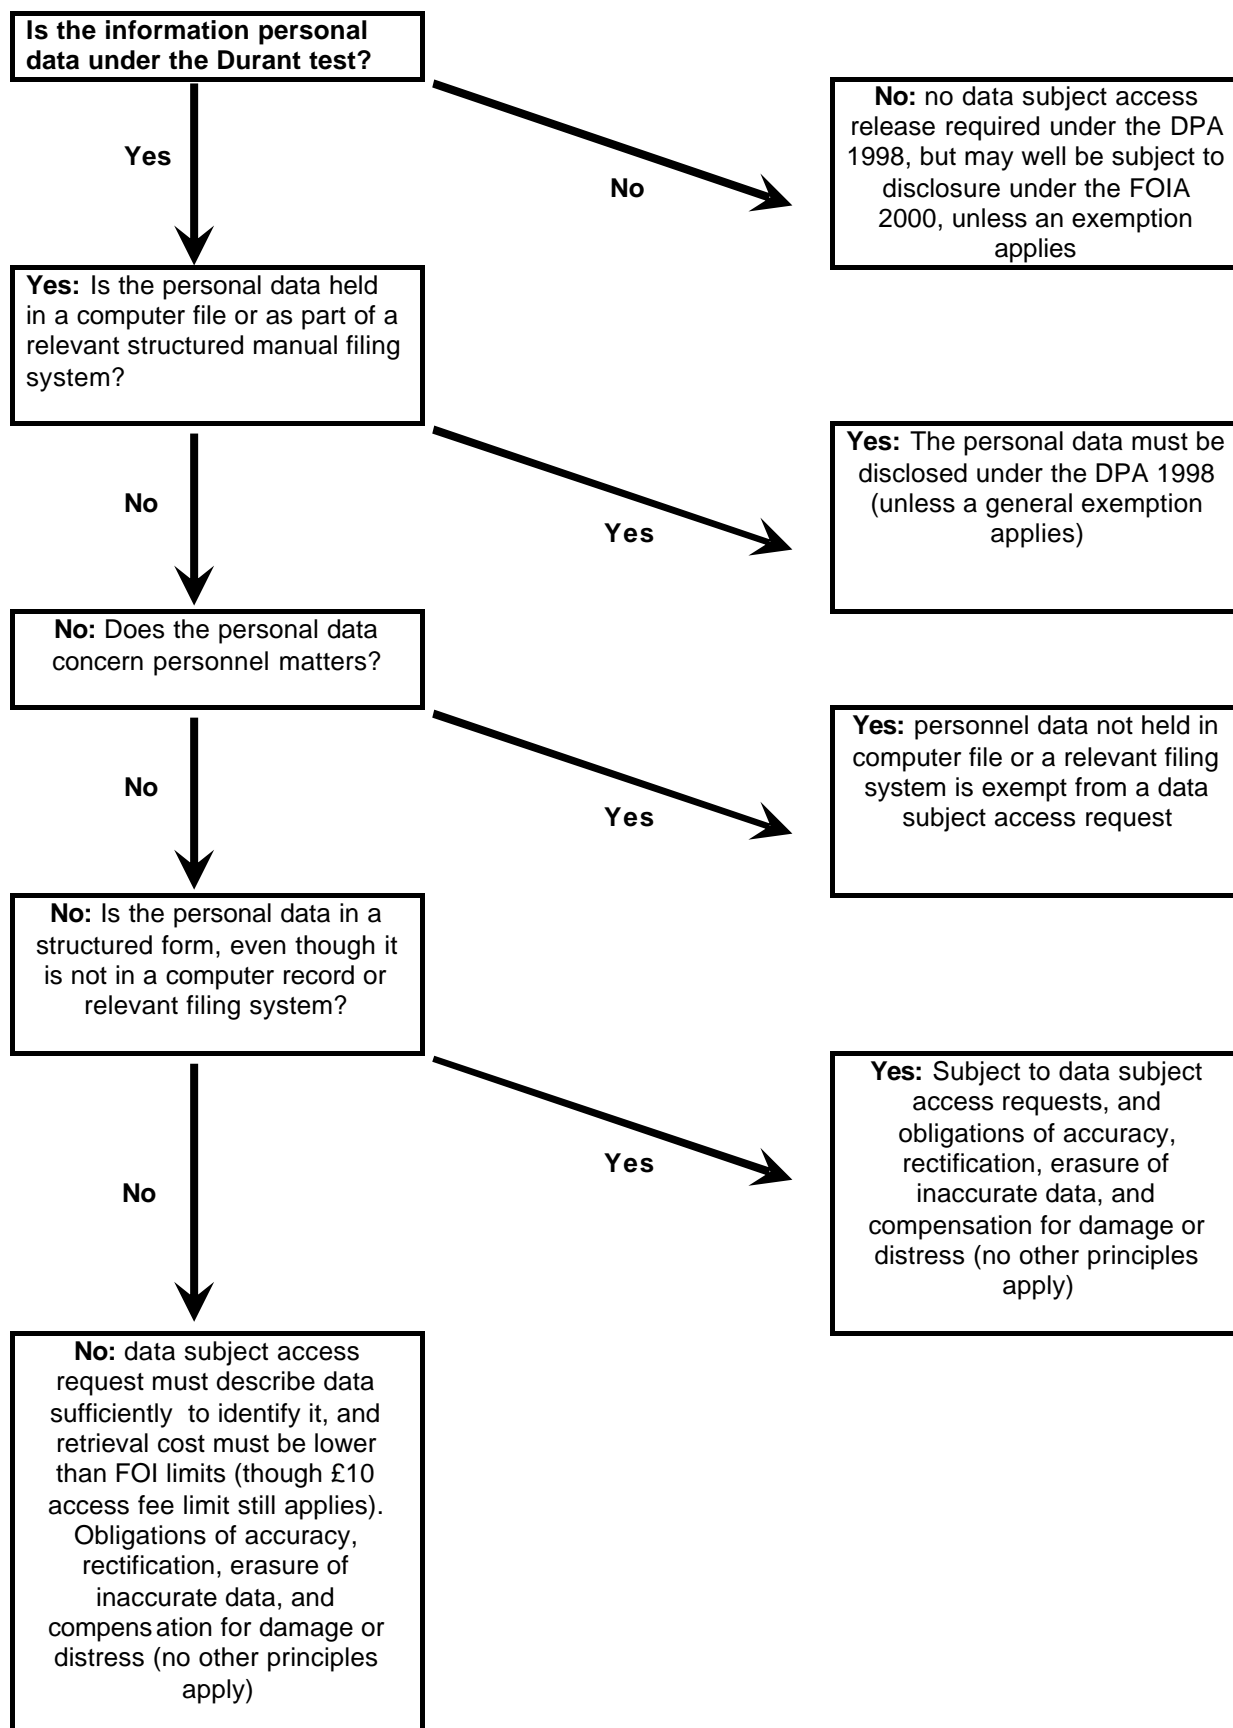 Is the information personal
data under the Durant test?
No: no data subject access
release required under the DPA
1998, but may well be subject to
disclosure under the FOIA
2000, unless an exemption
applies
Yes
No
Yes: Is the personal data held
in a computer file or as part of a
relevant structured manual filing
system?
Yes: The personal data must be
disclosed under the DPA 1998
(unless a general exemption
applies)
No
Yes
No: Does the personal data
concern personnel matters?
Yes: personnel data not held in
computer file or a relevant filing
system is exempt from a data
subject access request
No
Yes
No: Is the personal data in a
structured form, even though it
is not in a computer record or
relevant filing system?
Yes: Subject to data subject
access requests, and
obligations of accuracy,
rectification, erasure of
inaccurate data, and
compensation for damage or
distress (no other principles
apply)
Yes
No
No: data subject access
request must describe data
sufficiently to identify it, and
retrieval cost must be lower
than FOI limits (though £10
access fee limit still applies).
Obligations of accuracy,
rectification, erasure of
inaccurate data, and
compensation for damage or
distress (no other principles
apply)